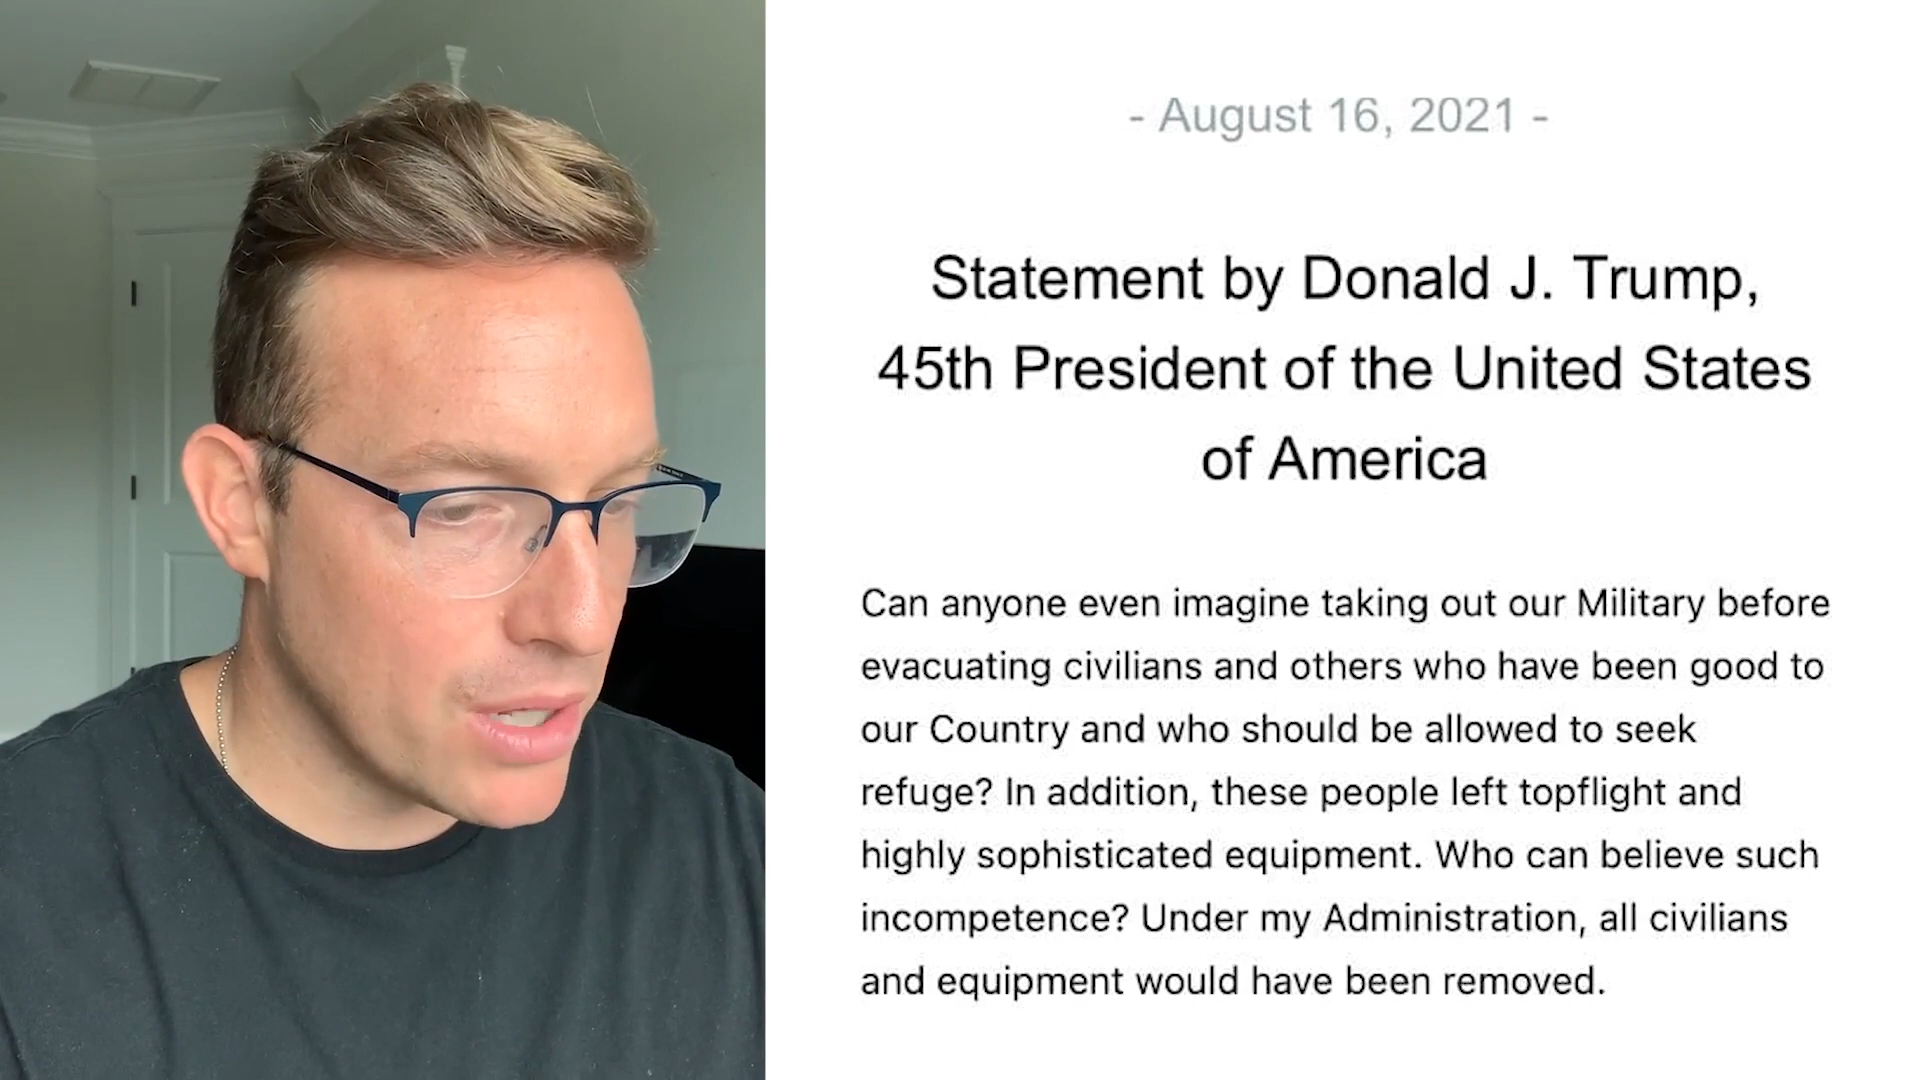 - August 16, 2021 -
Statement by Donald J. Trump,
45th President of the United States
of America
Can anyone even imagine taking out our Military before
evacuating civilians and others who have been good to
our Country and who should be allowed to seek
refuge? In addition, these people left topflight and
highly sophisticated equipment. Who can believe such
incompetence? Under my Administration, all civilians
and equipment would have been removed.